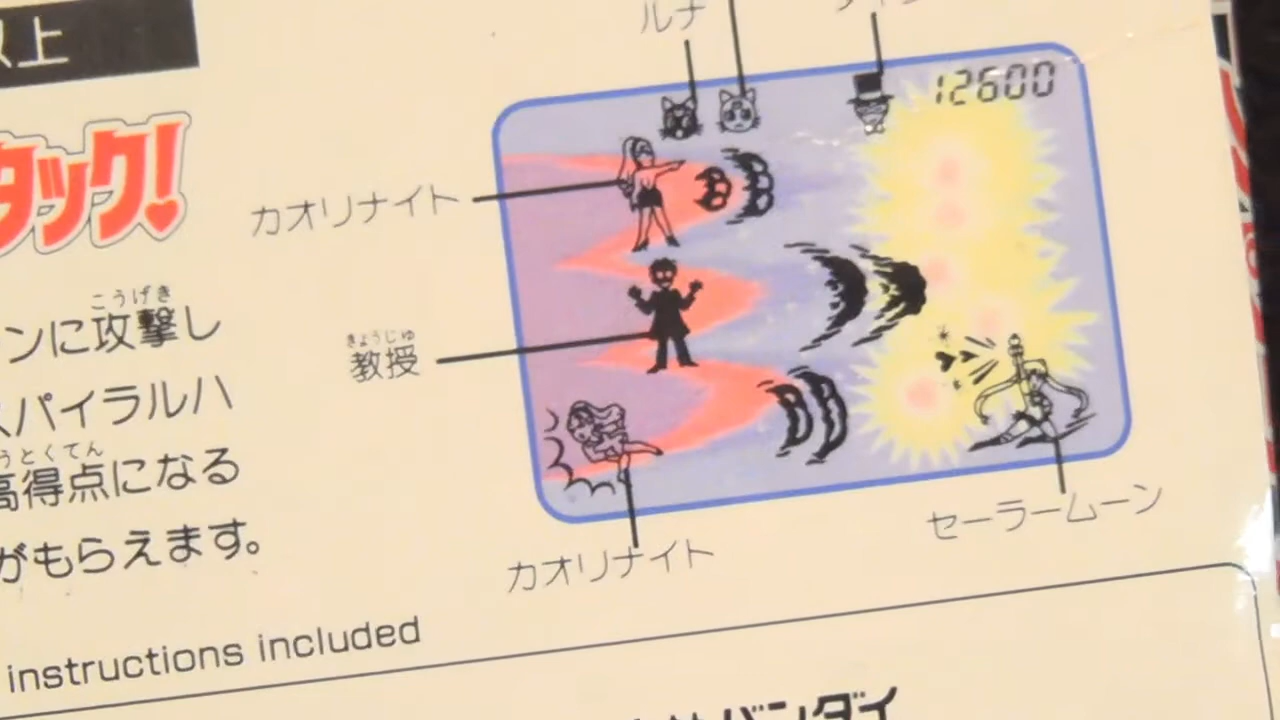 以上
ルナ
タック!
12600
カオリナイト
こうげき
ンに攻撃し
きょうじゅ
教授
スパイラルハ
うとくてん
高得点になる
セーラームーン
がもらえます。
カオリナイト
instructions included
バンダイ